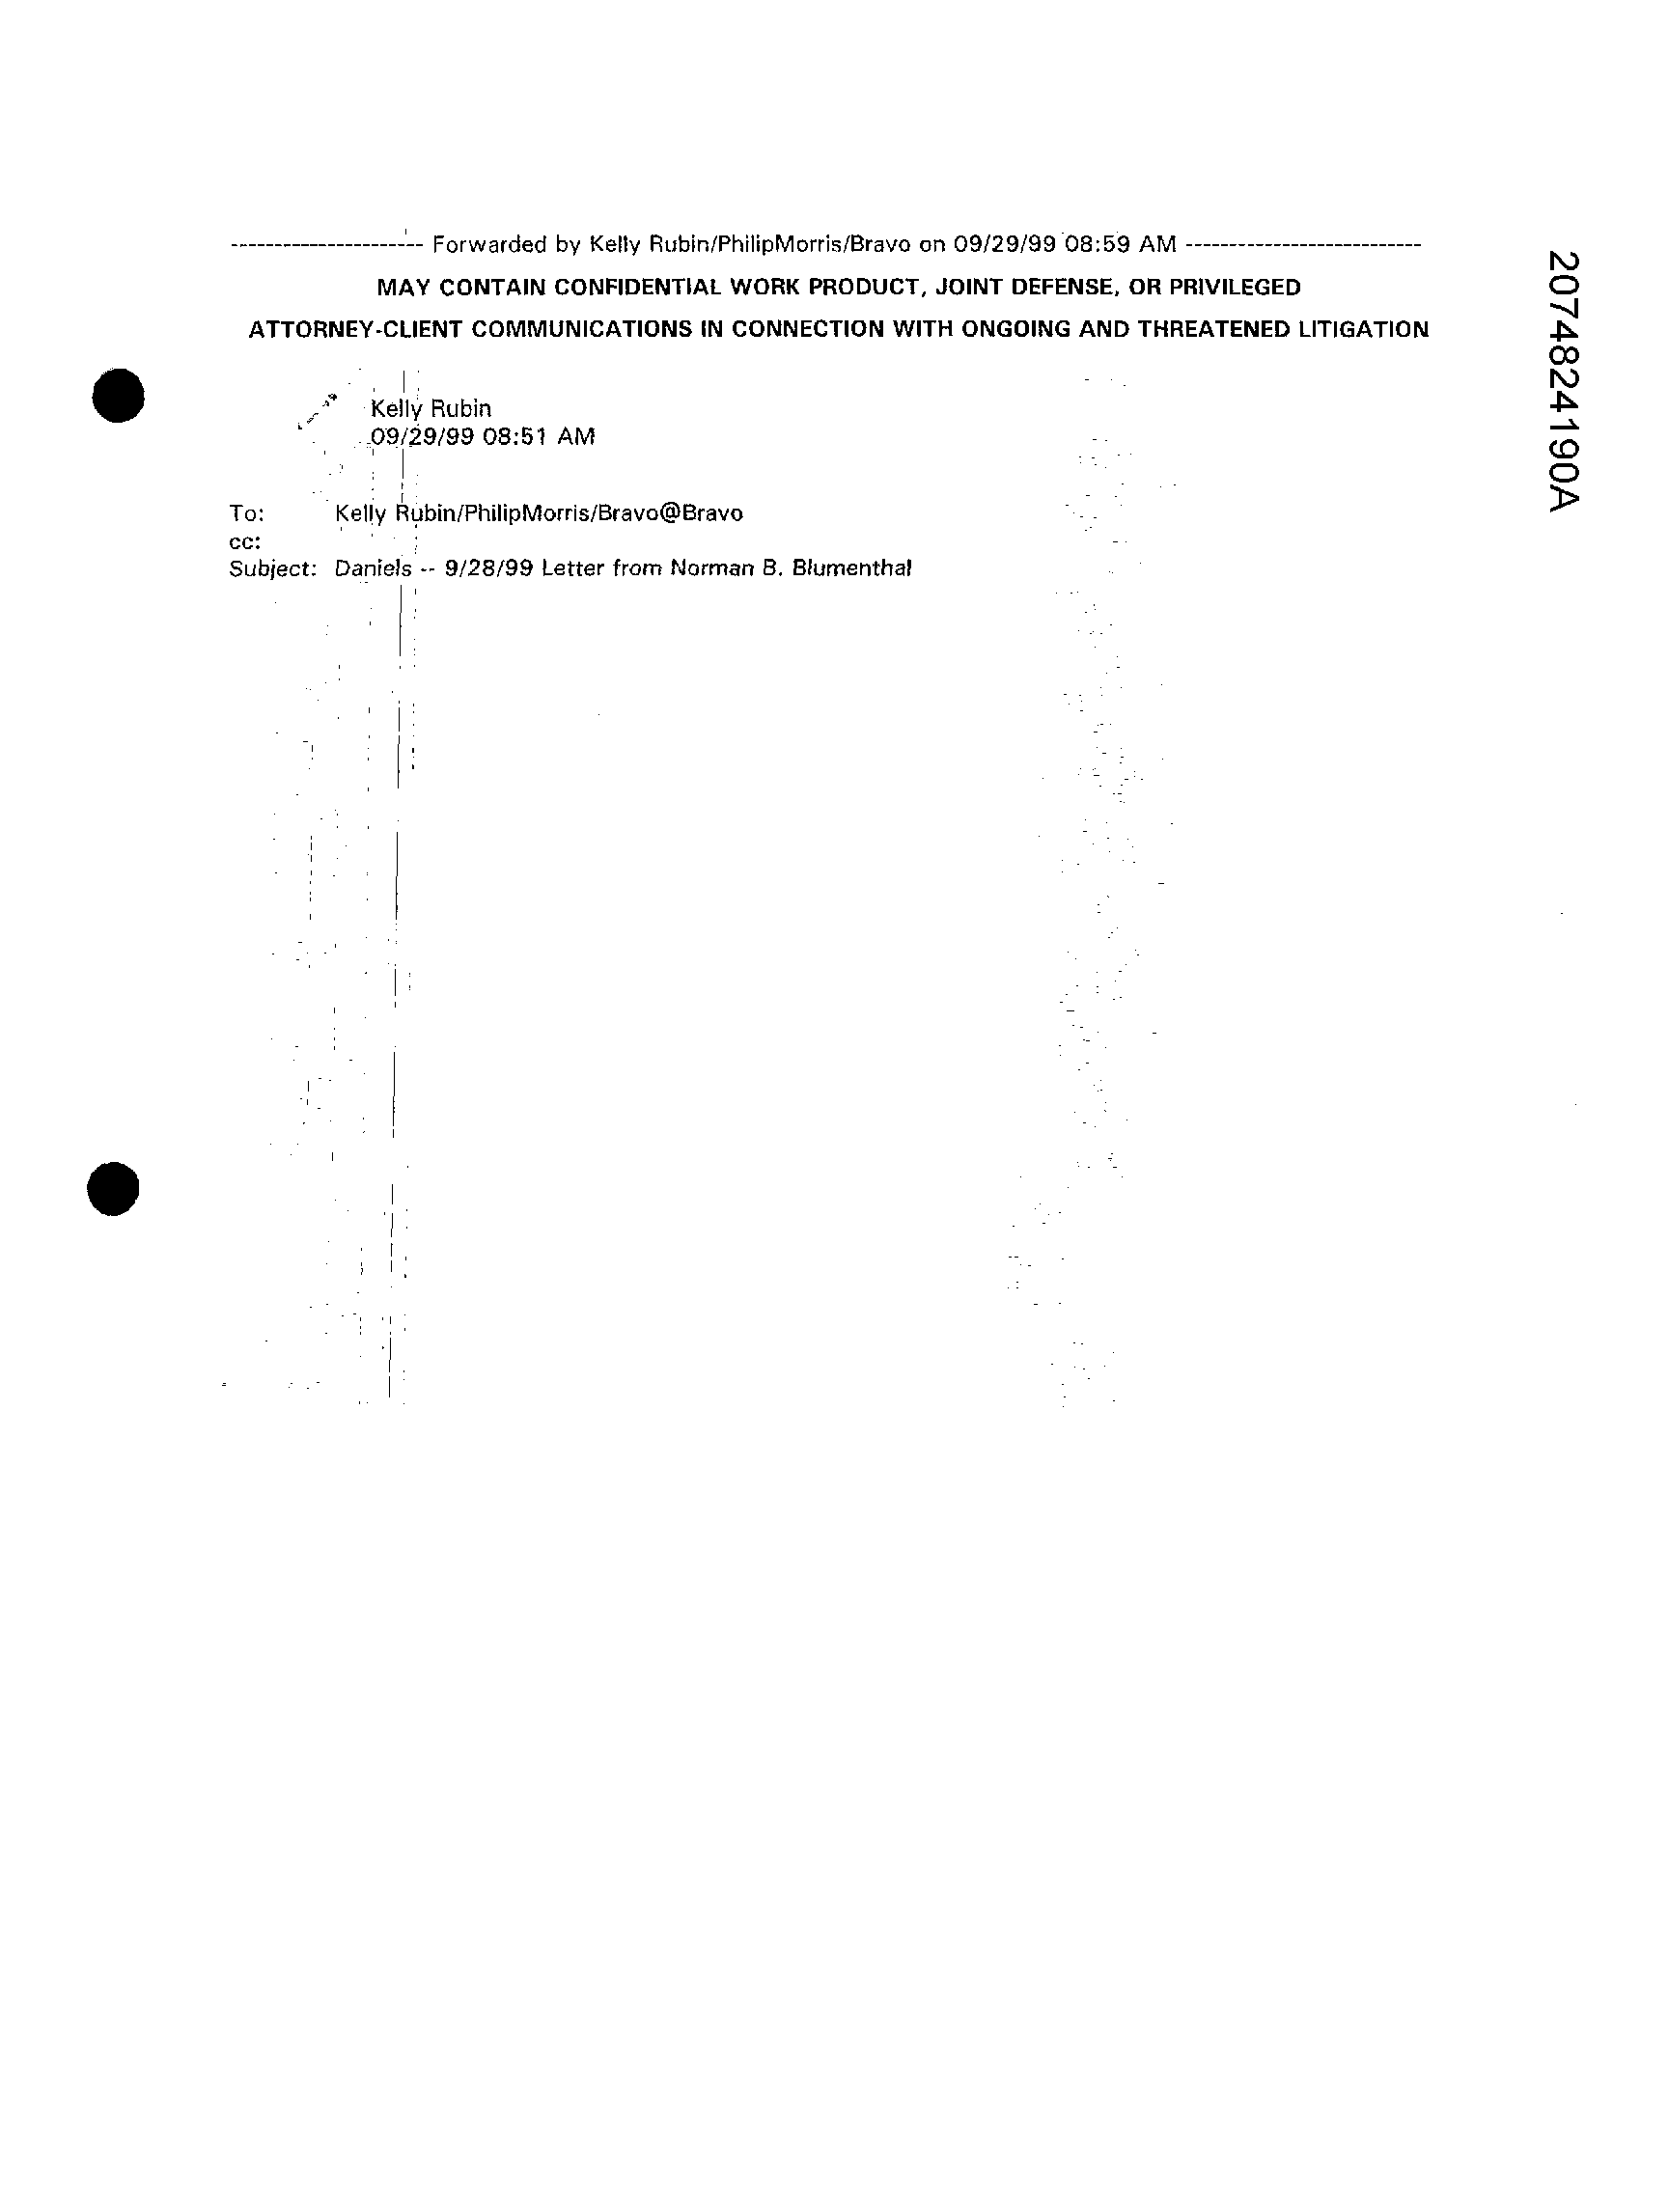 ---------------------- Forwarded by Kelly Rubin/PhilipMorris/Bravo on 09/29/99 08:59 AM ---------------------------
MAY CONTAIN CONFIDENTIAL WORK PRODUCT, JOINT DEFENSE, OR PRIVILEGED
ATTORNEY-CLIENT COMMUNICATIONS IN CONNECTION WITH ONGOING AND THREATENED LITIGATION
Kelly Rubin
09/29/99 08:51 AM
To: Kelly Rubin/PhilipMorris/Bravo@Bravo
cc:
Subject: Daniels -- 9/28/99 Letter from Norman B. Blumenthal
2074824190A